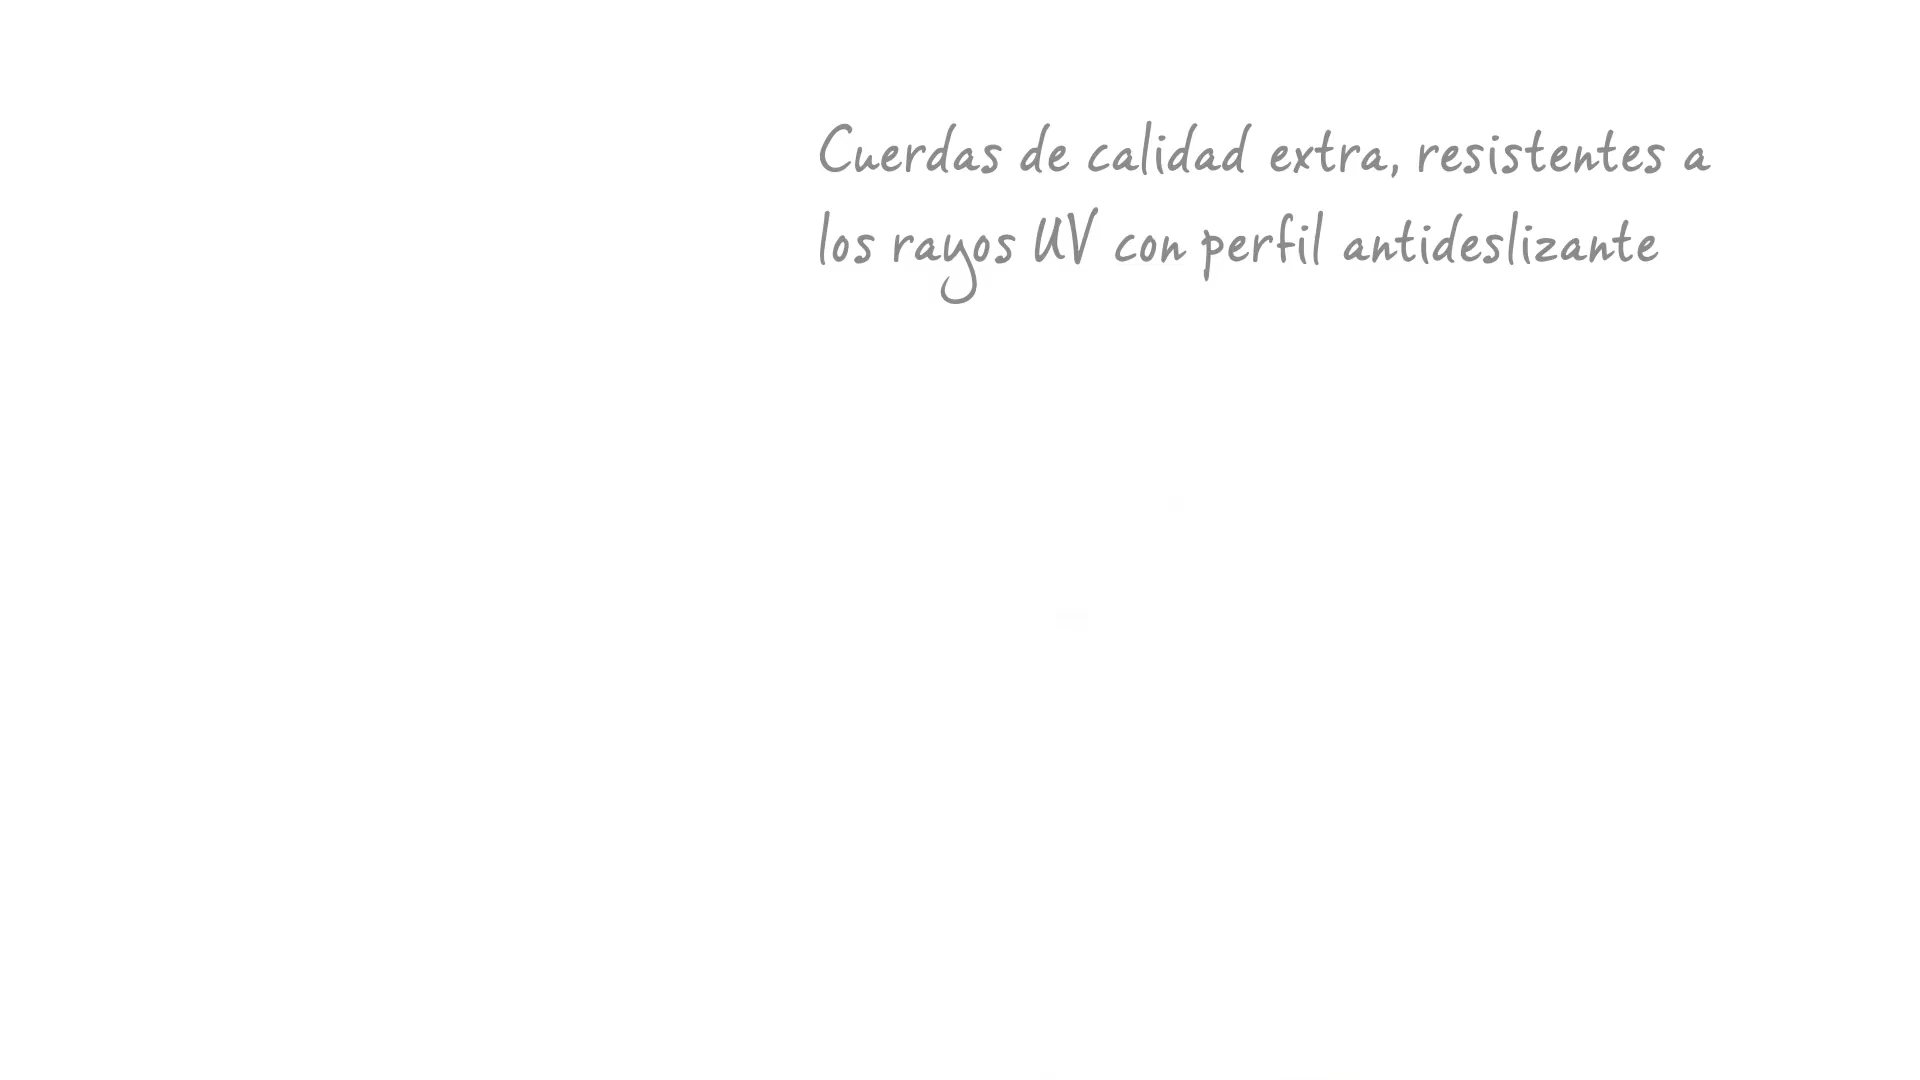 Cuerdas de calidad extra, resistentes a
los rayos UV con perfil antideslizante